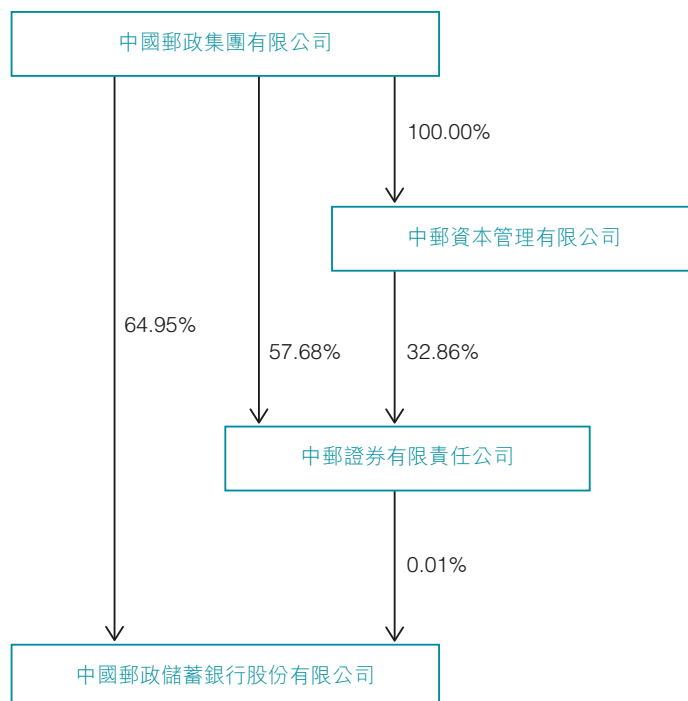 中國郵政集團有限公司
100.00%
中郵資本管理有限公司
64.95%
57.68%
32.86%
中郵證券有限責任公司
0.01%
中國郵政儲蓄銀行股份有限公司